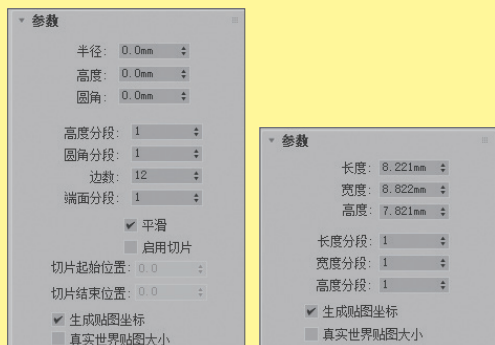 参数
半径: 0.0mm
高度: 0.0mm
圆角: 0.0mm
高度分段: 1
圆角分段: 1
边数: 12
端面分段: 1
平滑
启用切片
切片起始位置: 0.0
切片结束位置: 0.0
生成贴图坐标
真实世界贴图大小
参数
长度: 8.221mm
宽度: 8.822mm
高度: 7.821mm
长度分段: 1
宽度分段: 1
高度分段: 1
生成贴图坐标
真实世界贴图大小